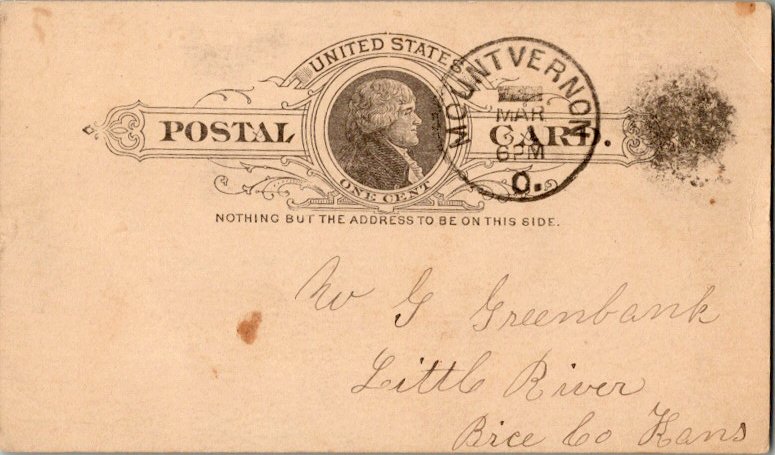 UNITED STATES
POSTAL CARD.
ONE CENT
NOTHING BUT THE ADDRESS TO BE ON THIS SIDE.
MOUNT VERNON
MAR
6PM
O.
W G Greenbank
Little River
Rice Co Kans